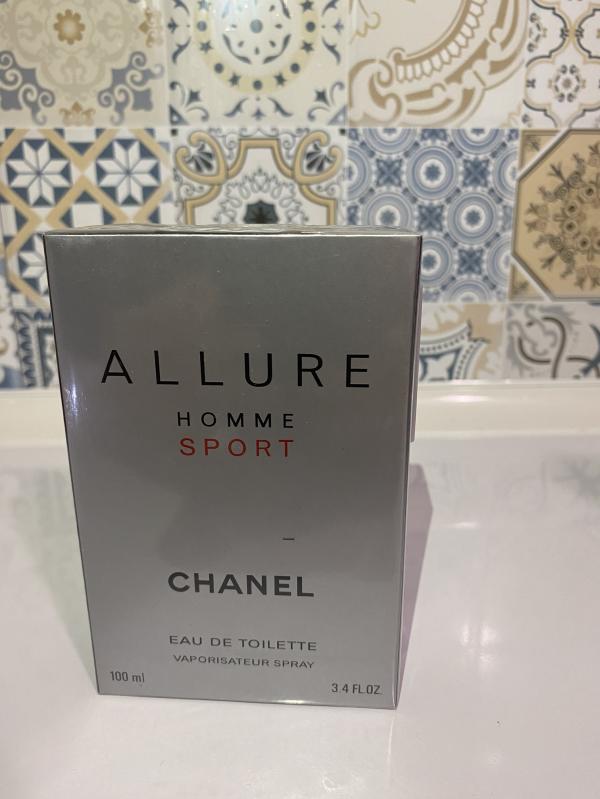 ALLURE
HOMME
SPORT
CHANEL
EAU DE TOILETTE
VAPORISATEUR SPRAY
100 ml
3.4 FL.OZ.